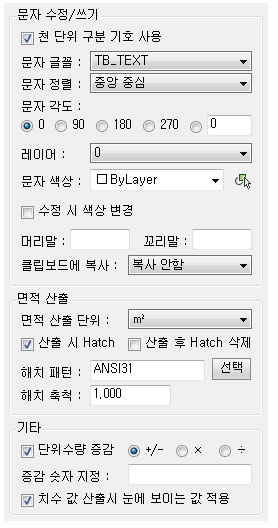 문자 수정/쓰기
천 단위 구분 기호 사용
문자 글꼴 : TB_TEXT
문자 정렬 : 중앙 중심
문자 각도 :
0 90 180 270 0
레이어 : 0
문자 색상 : ByLayer
수정 시 색상 변경
머리말 : 꼬리말 :
클립보드에 복사 : 복사 안함
면적 산출
면적 산출 단위 : m²
산출 시 Hatch 산출 후 Hatch 삭제
해치 패턴 : ANSI31 선택
해치 축척 : 1,000
기타
단위수량 증감 +/- × ÷
증감 숫자 지정 :
치수 값 산출시 눈에 보이는 값 적용